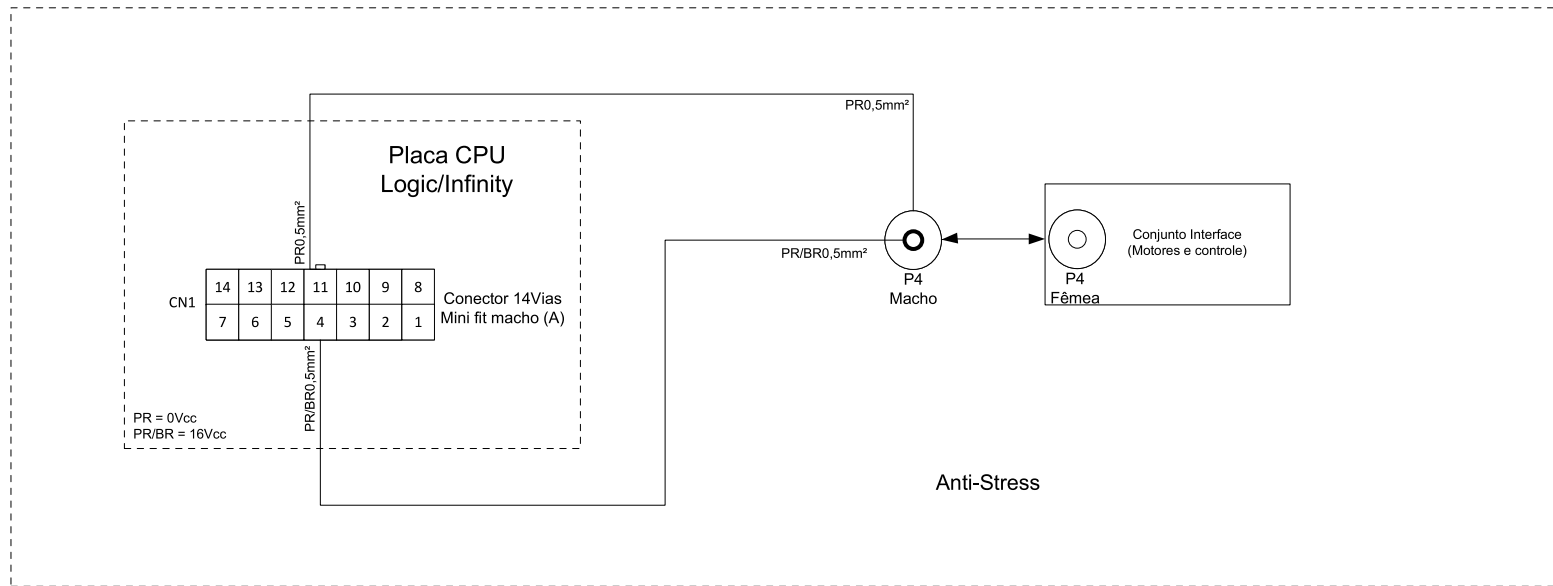 PR0,5mm²
Placa CPU
Logic/Infinity
PR0,5mm²
PR/BR0,5mm²
Conjunto Interface
(Motores e controle)
P4
Macho
P4
Fêmea
CN1
14 13 12 11 10 9 8
7 6 5 4 3 2 1
Conector 14Vias
Mini fit macho (A)
PR/BR0,5mm²
PR = 0Vcc
PR/BR = 16Vcc
Anti-Stress